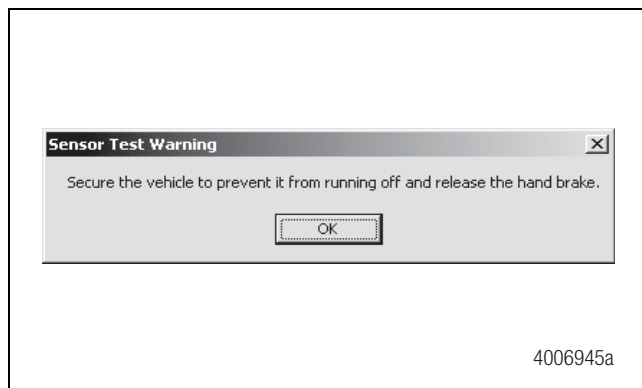 Sensor Test Warning
Secure the vehicle to prevent it from running off and release the hand brake.
OK
4006945a